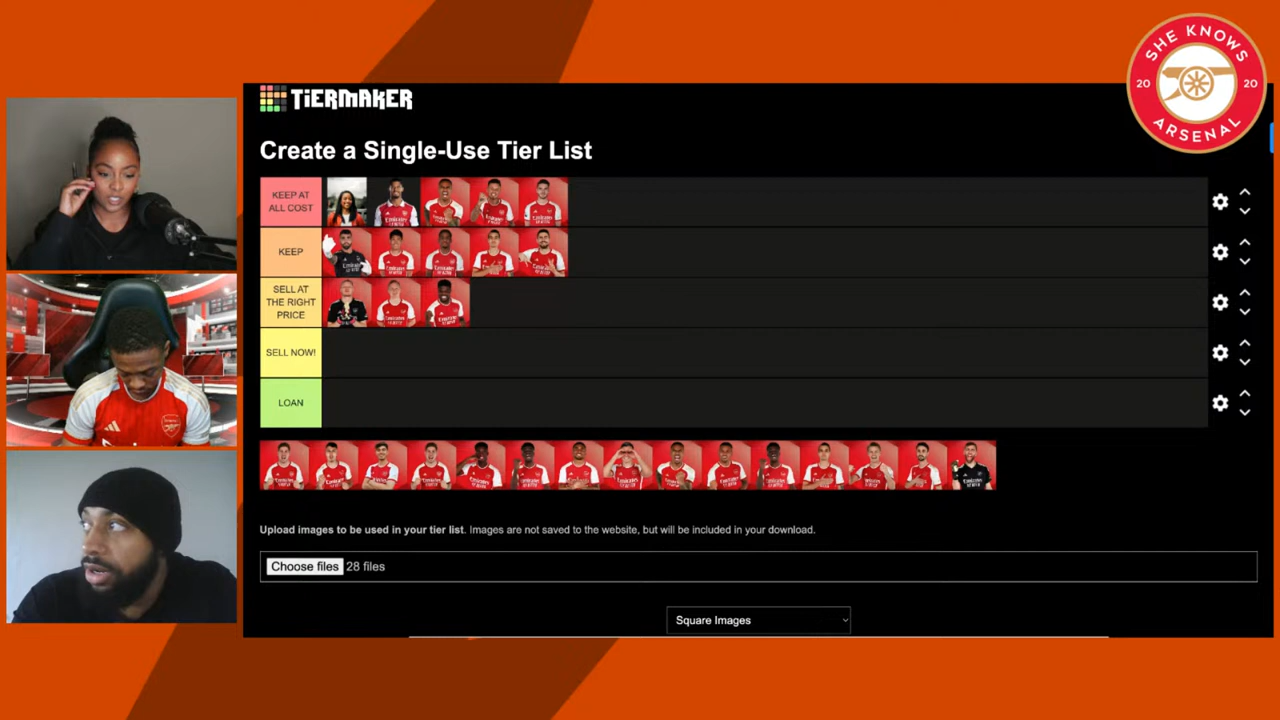 SHE KNOWS
20 20
ARSENAL
TiERMAKER
Create a Single-Use Tier List
KEEP AT
ALL COST
KEEP
SELL AT
THE RIGHT
PRICE
SELL NOW!
LOAN
Upload images to be used in your tier list. Images are not saved to the website, but will be included in your download.
Choose files 28 files
Square Images